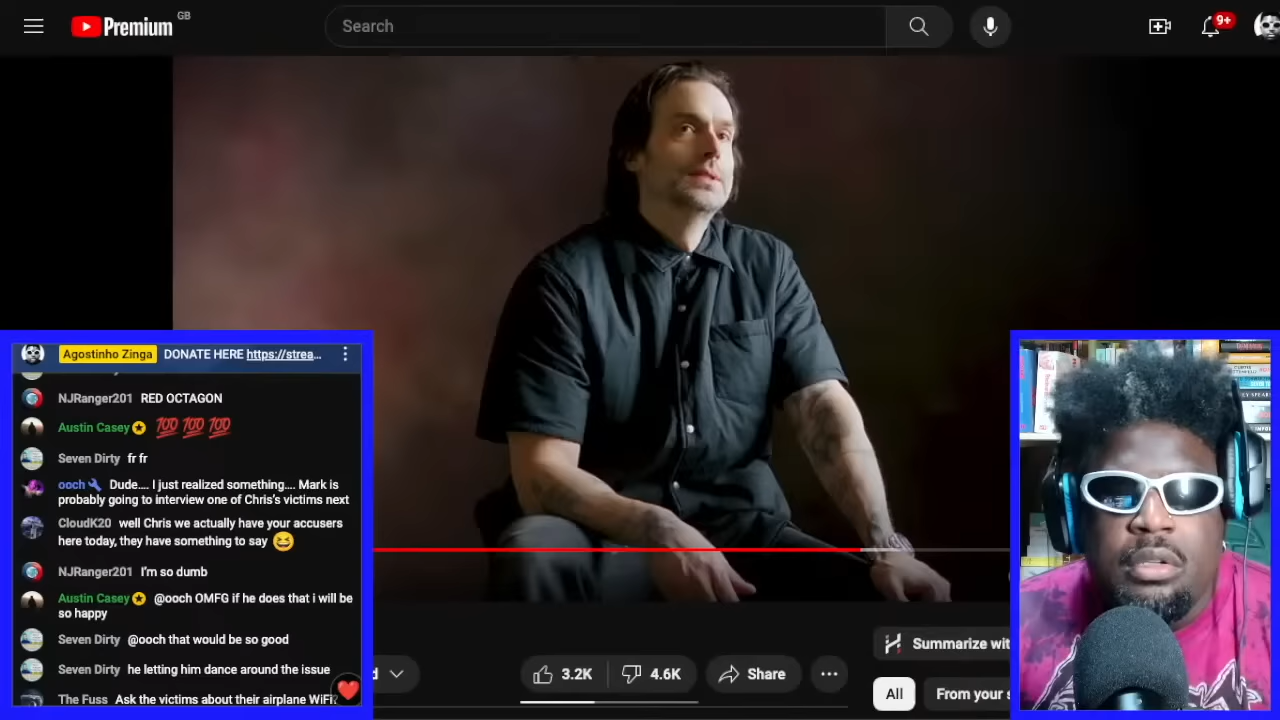 Premium GB
Search
9+
Agostinho Zinga DONATE HERE https://strea...
NJRanger201 RED OCTAGON
Austin Casey 💯 💯 💯
Seven Dirty fr fr
ooch Dude.... I just realized something.... Mark is
probably going to interview one of Chris's victims next
CloudK20 well Chris we actually have your accusers
here today, they have something to say 😆
NJRanger201 I'm so dumb
Austin Casey @ooch OMFG if he does that i will be
so happy
Seven Dirty @ooch that would be so good
Seven Dirty he letting him dance around the issue
The Fuss Ask the victims about their airplane WiFi?
d
3.2K
4.6K
Share
Summarize wit
All
From your s